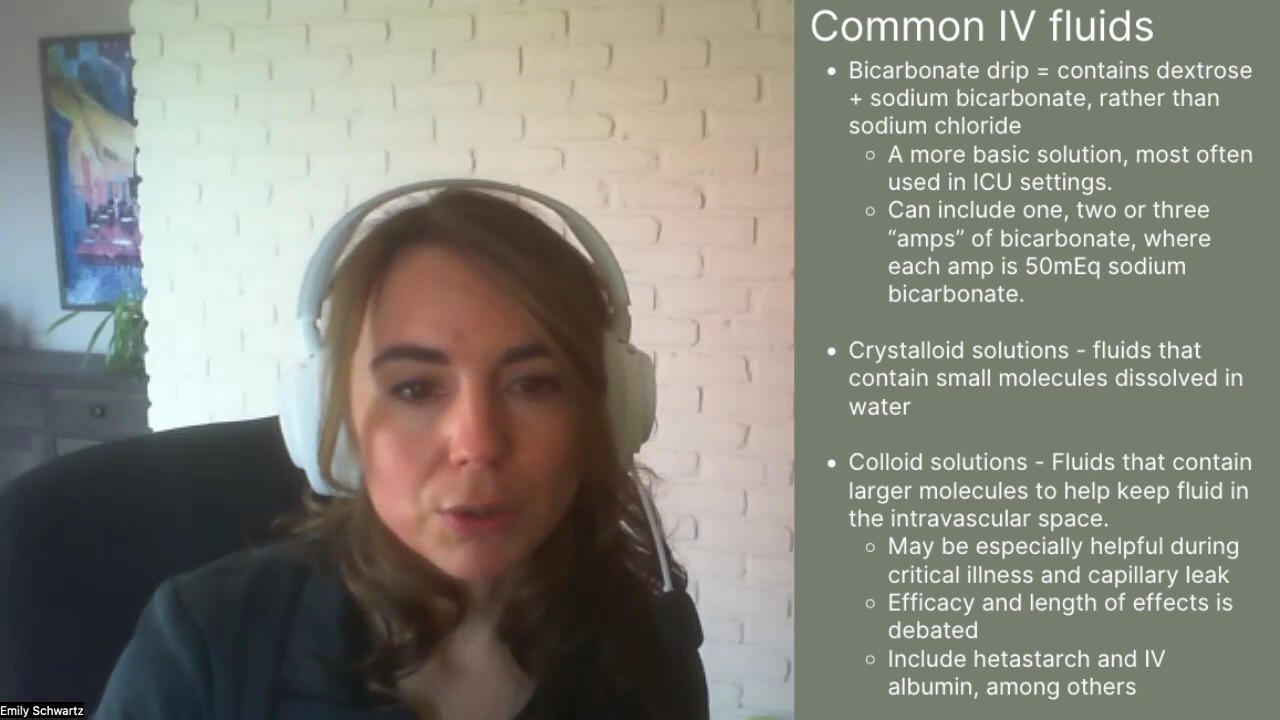 Common IV fluids
• Bicarbonate drip = contains dextrose
+ sodium bicarbonate, rather than
sodium chloride
○ A more basic solution, most often
used in ICU settings.
○ Can include one, two or three
“amps” of bicarbonate, where
each amp is 50mEq sodium
bicarbonate.
• Crystalloid solutions - fluids that
contain small molecules dissolved in
water
• Colloid solutions - Fluids that contain
larger molecules to help keep fluid in
the intravascular space.
○ May be especially helpful during
critical illness and capillary leak
○ Efficacy and length of effects is
debated
○ Include hetastarch and IV
albumin, among others
Emily Schwartz